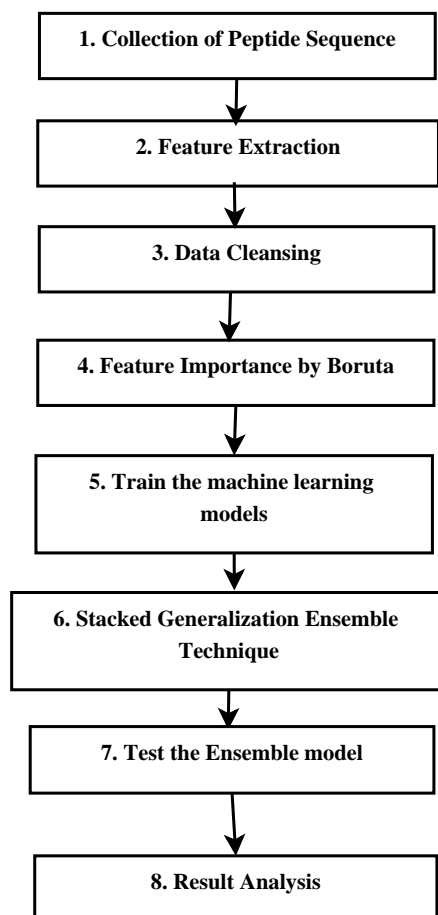 1. Collection of Peptide Sequence
2. Feature Extraction
3. Data Cleansing
4. Feature Importance by Boruta
5. Train the machine learning
models
6. Stacked Generalization Ensemble
Technique
7. Test the Ensemble model
8. Result Analysis